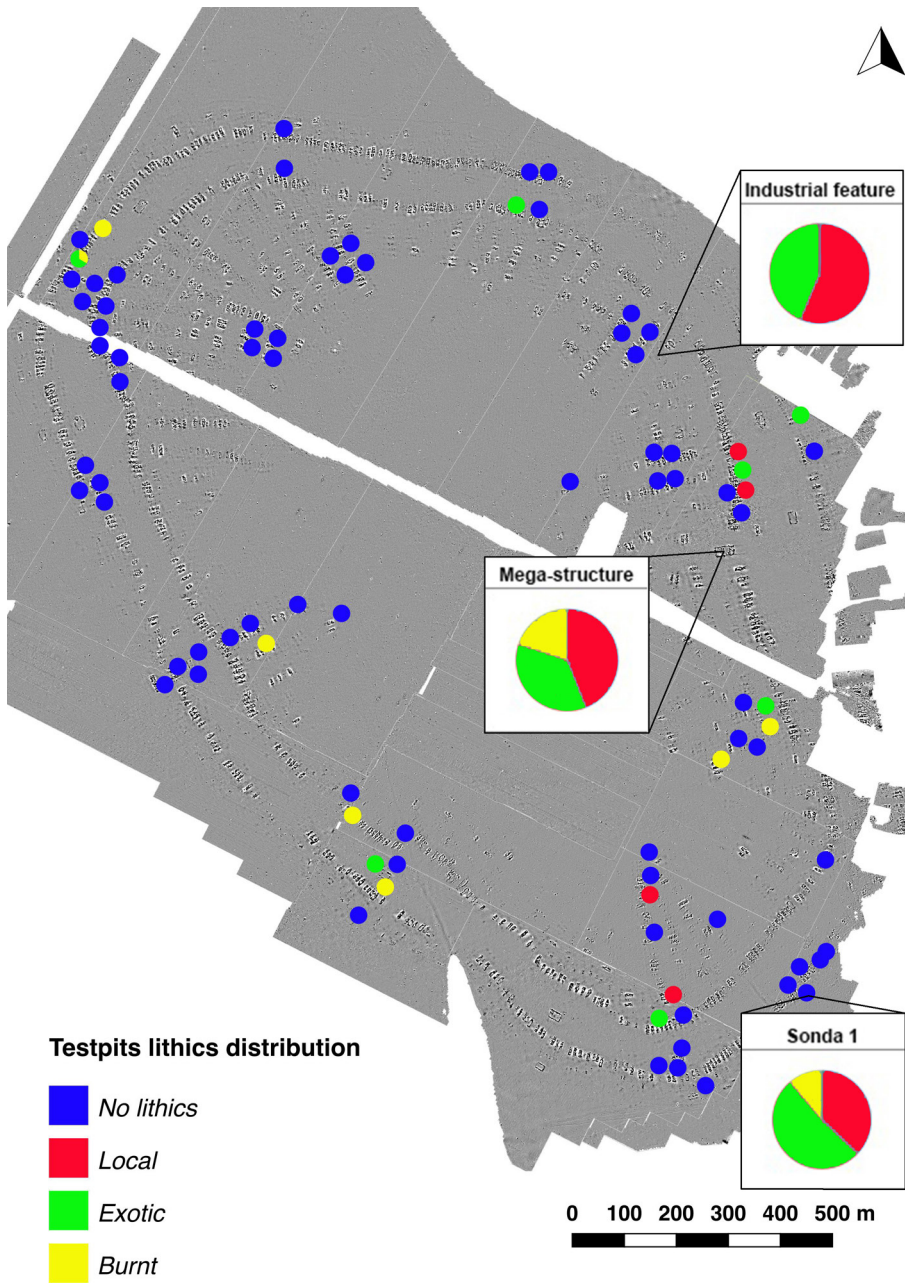 Industrial feature
Mega-structure
Sonda 1
Testpits lithics distribution
No lithics
Local
Exotic
Burnt
0 100 200 300 400 500 m